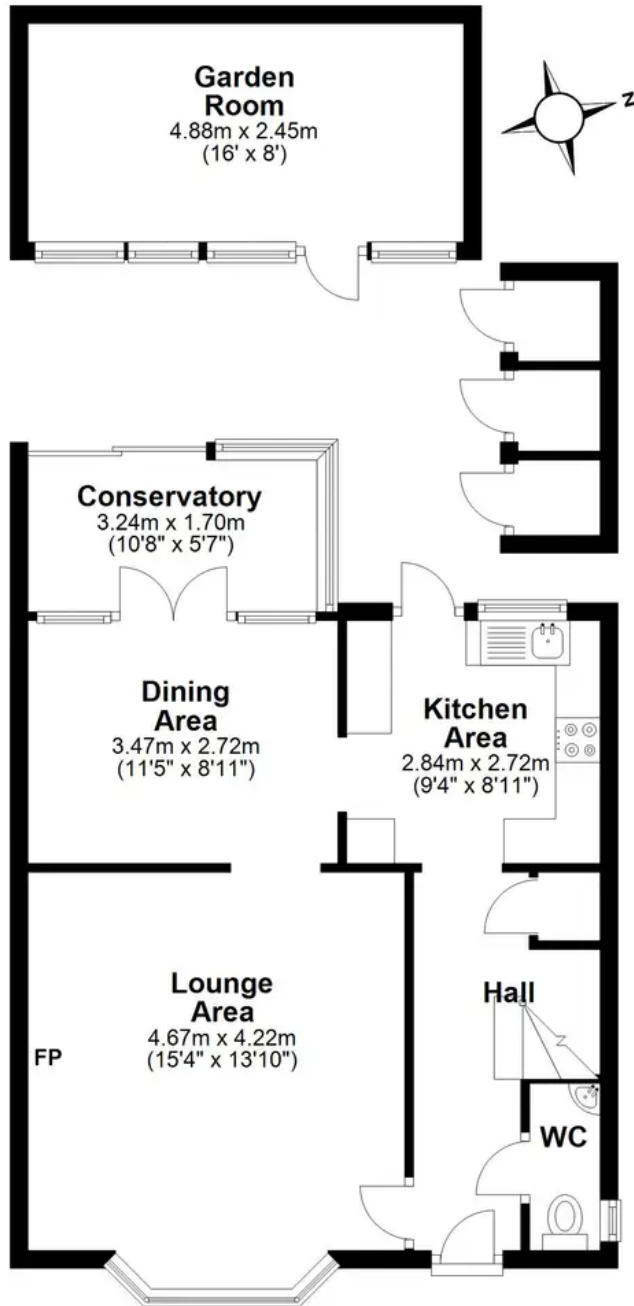 Garden
Room
4.88m x 2.45m
(16' x 8')
N
Conservatory
3.24m x 1.70m
(10'8" x 5'7")
Dining
Area
3.47m x 2.72m
(11'5" x 8'11")
Kitchen
Area
2.84m x 2.72m
(9'4" x 8'11")
Lounge
Area
4.67m x 4.22m
(15'4" x 13'10")
FP
Hall
WC